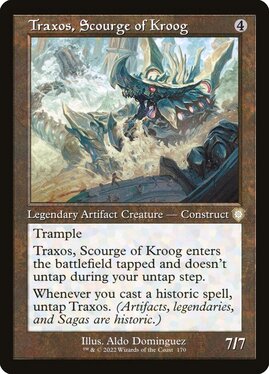 Traxos, Scourge of Kroog 4
Legendary Artifact Creature — Construct
Trample
Traxos, Scourge of Kroog enters
the battlefield tapped and doesn't
untap during your untap step.
Whenever you cast a historic spell,
untap Traxos. (Artifacts, legendaries,
and Sagas are historic.)
Illus. Aldo Dominguez 7/7
™ & © 2022 Wizards of the Coast 170